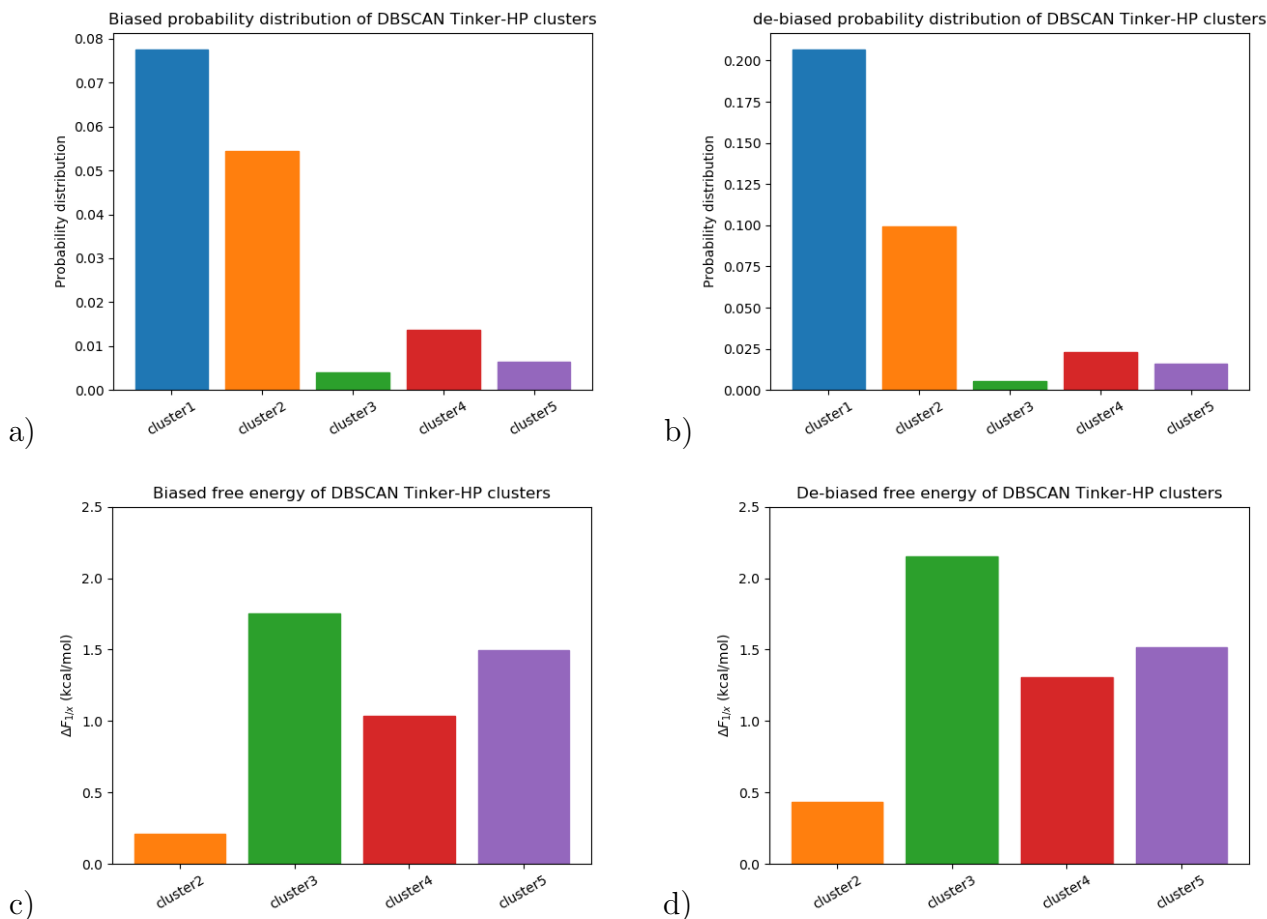 Biased probability distribution of DBSCAN Tinker-HP clusters
Probability distribution
0.08
0.07
0.06
0.05
0.04
0.03
0.02
0.01
0.00
cluster1 cluster2 cluster3 cluster4 cluster5
a)
de-biased probability distribution of DBSCAN Tinker-HP clusters
Probability distribution
0.200
0.175
0.150
0.125
0.100
0.075
0.050
0.025
0.000
cluster1 cluster2 cluster3 cluster4 cluster5
b)
Biased free energy of DBSCAN Tinker-HP clusters
ΔF1/x (kcal/mol)
2.5
2.0
1.5
1.0
0.5
0.0
cluster2 cluster3 cluster4 cluster5
c)
De-biased free energy of DBSCAN Tinker-HP clusters
ΔF1/x (kcal/mol)
2.5
2.0
1.5
1.0
0.5
0.0
cluster2 cluster3 cluster4 cluster5
d)